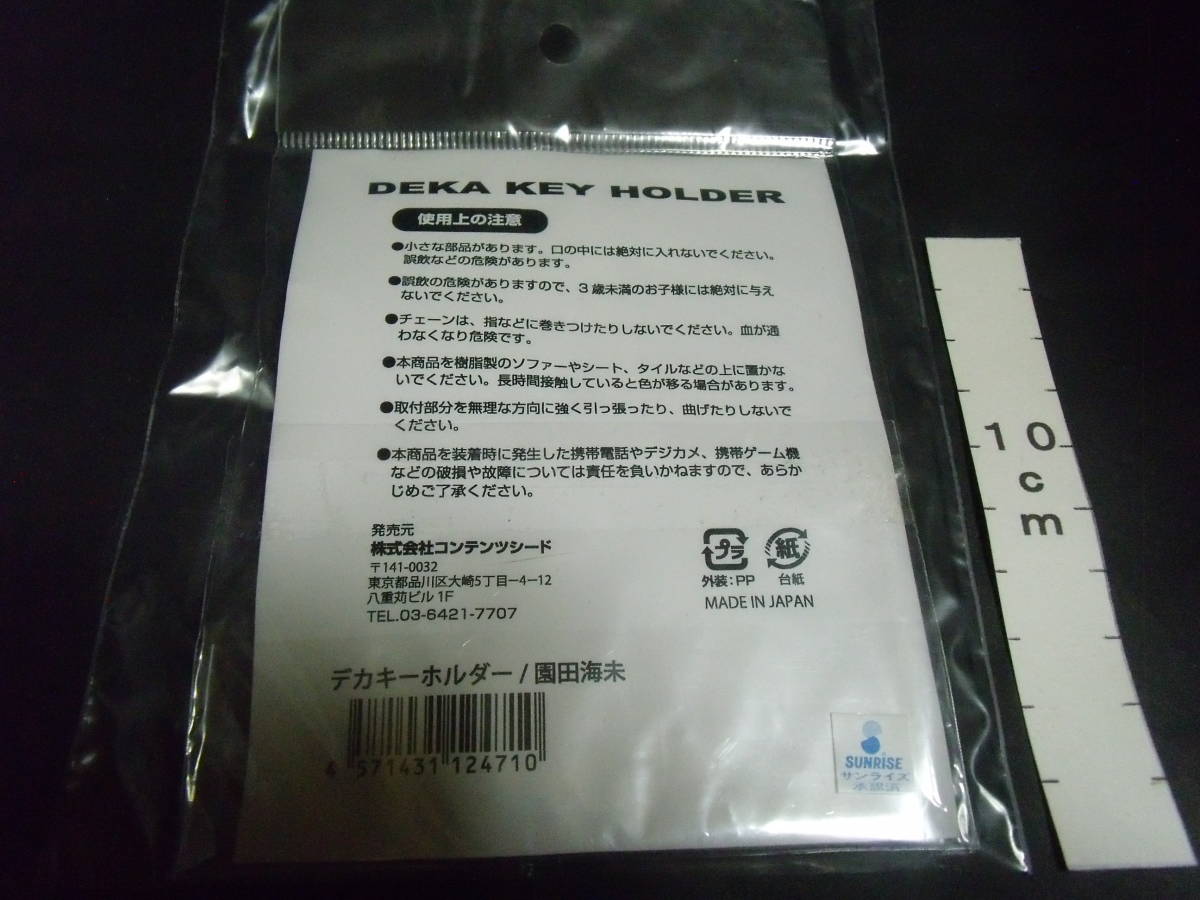 DEKA KEY HOLDER
使用上の注意
●小さな部品があります。口の中には絶対に入れないでください。
誤飲などの危険があります。
●誤飲の危険がありますので、3歳未満のお子様には絶対に与え
ないでください。
●チェーンは、指などに巻きつけたりしないでください。血が通
わなくなり危険です。
●本商品を樹脂製のソファーやシート、タイルなどの上に置かな
いでください。長時間接触していると色が移る場合があります。
●取付部分を無理な方向に強く引っ張ったり、曲げたりしないで
ください。
●本商品を装着時に発生した携帯電話やデジカメ、携帯ゲーム機
などの破損や故障については責任を負いかねますので、あらか
じめご了承ください。
発売元
株式会社コンテンツシード
〒141-0032
東京都品川区大崎5丁目-4-12
八重苅ビル1F
TEL.03-6421-7707
プラ
外装:PP
紙
台紙
MADE IN JAPAN
デカキーホルダー/園田海未
4 571431 124710
SUNRISE
サンライズ
承認済
10
cm